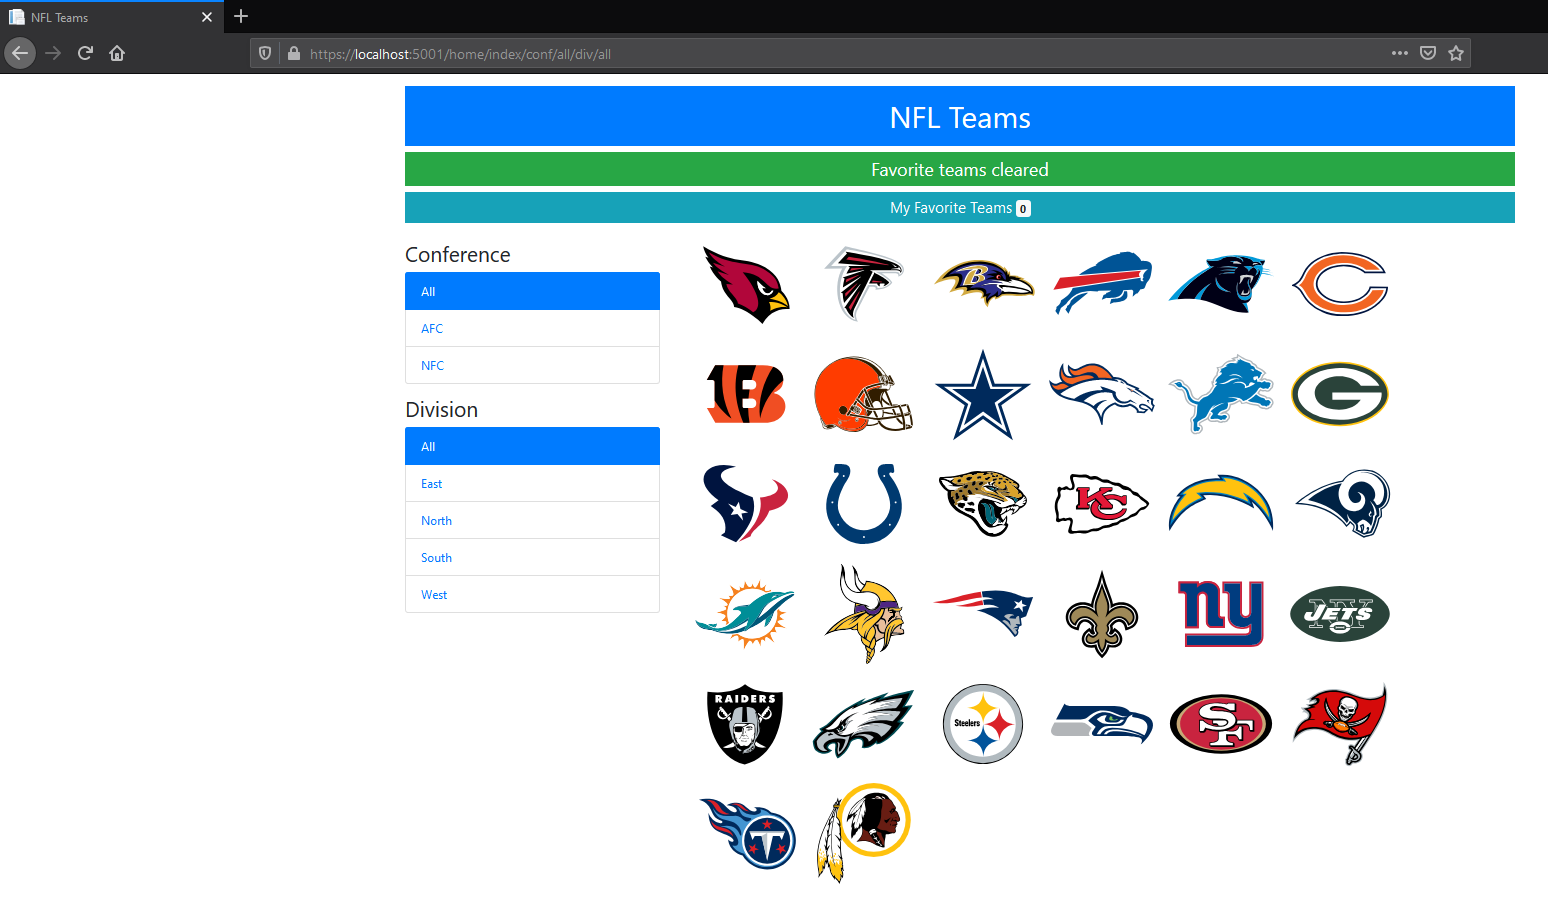 NFL Teams
https://localhost:5001/home/index/conf/all/div/all
NFL Teams
Favorite teams cleared
My Favorite Teams 0
Conference
All
AFC
NFC
Division
All
East
North
South
West
B
C
B
G
KC
ny
NY JETS
RAIDERS
Steelers
SF
T